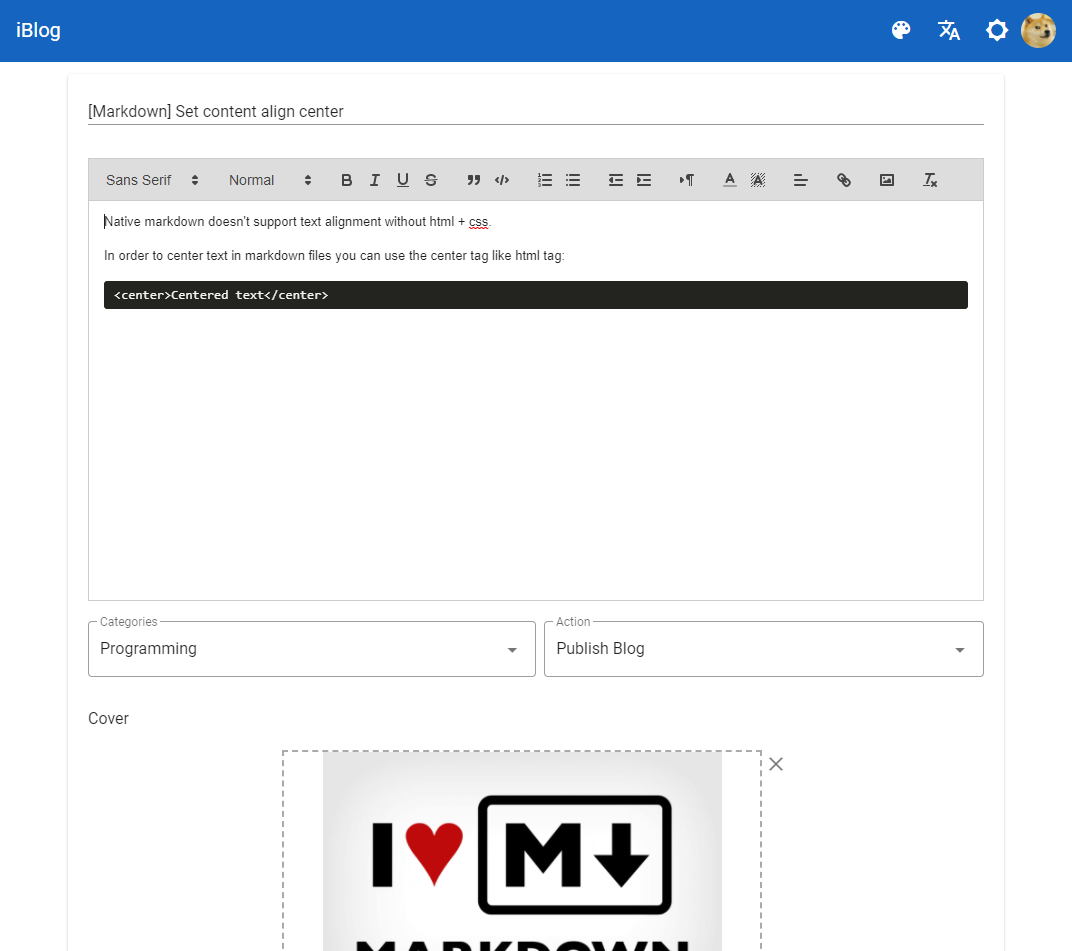 iBlog
[Markdown] Set content align center
Sans Serif Normal
Native markdown doesn't support text alignment without html + css.
In order to center text in markdown files you can use the center tag like html tag:
<center>Centered text</center>
Categories Action
Programming Publish Blog
Cover
I ♥ M↓
MARKDOWN